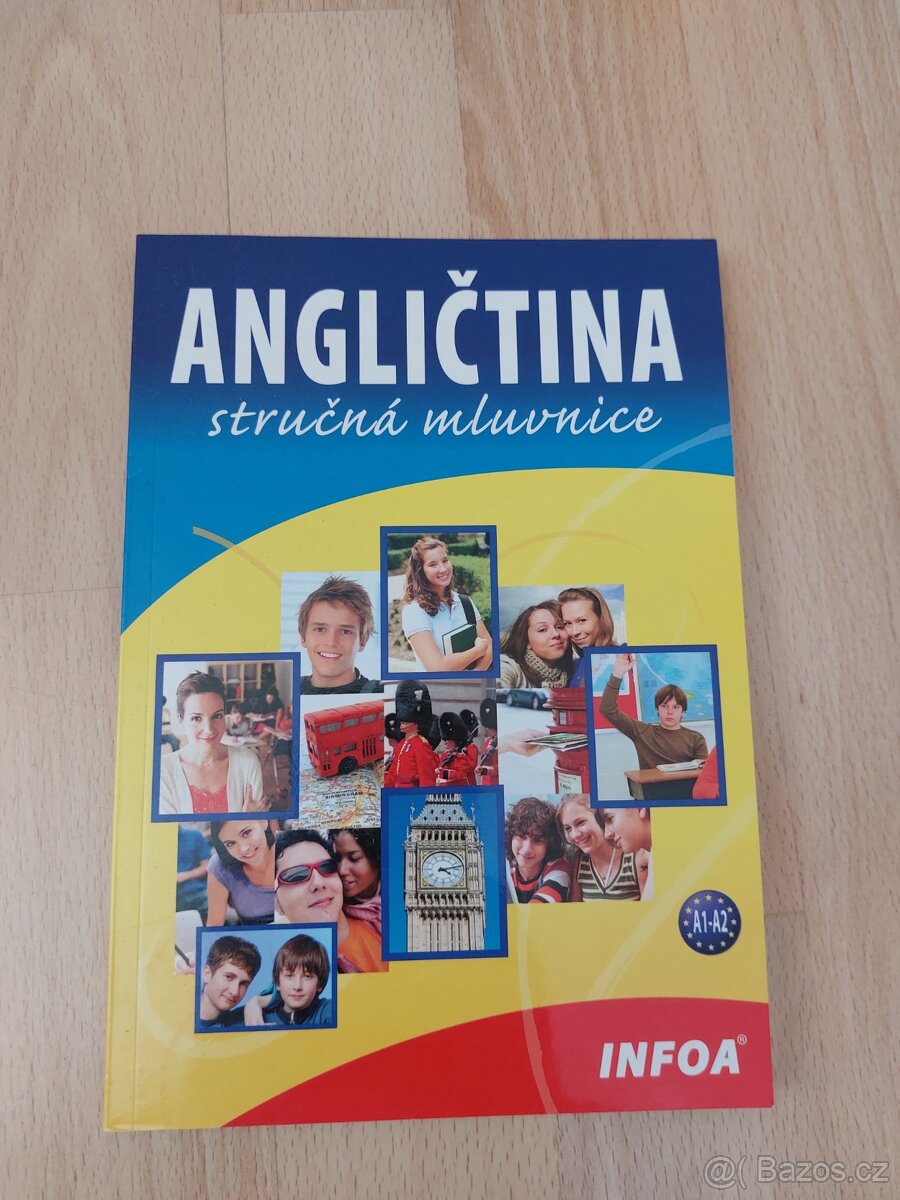 ANGLIČTINA
stručná mluvnice
A1-A2
INFOA®
@( Bazos.cz